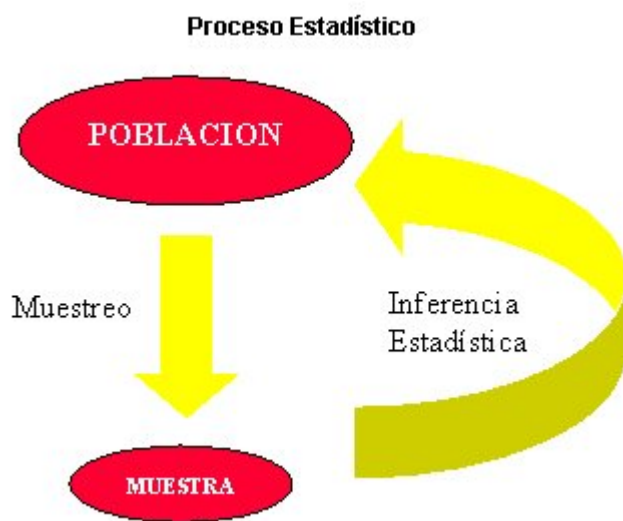 Proceso Estadístico
POBLACION
Muestreo
Inferencia
Estadística
MUESTRA